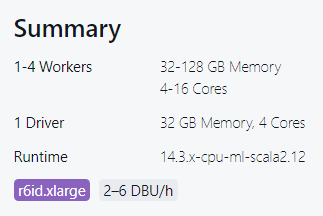 Summary
1-4 Workers 32-128 GB Memory
4-16 Cores
1 Driver 32 GB Memory, 4 Cores
Runtime 14.3.x-cpu-ml-scala2.12
r6id.xlarge 2–6 DBU/h